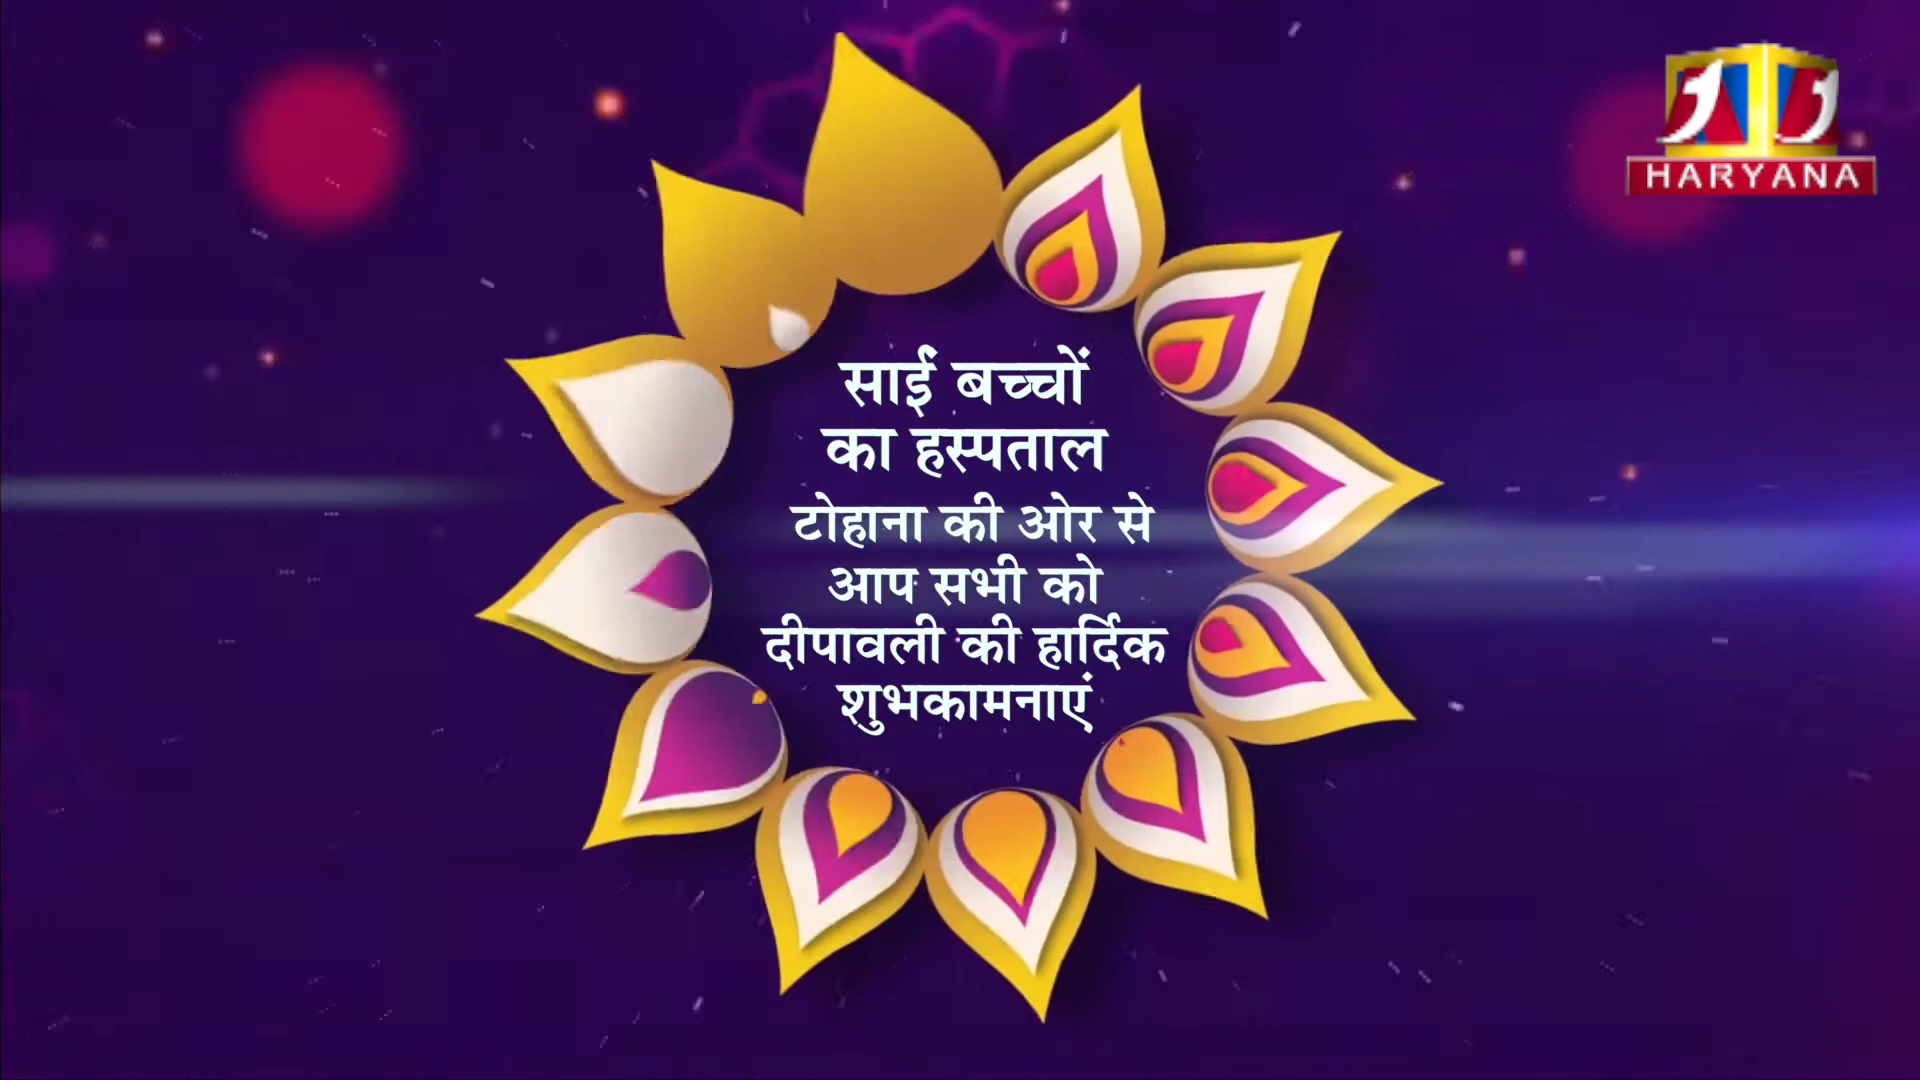 HARYANA
साईं बच्चों
का हस्पताल
टोहाना की ओर से
आप सभी को
दीपावली की हार्दिक
शुभकामनाएं